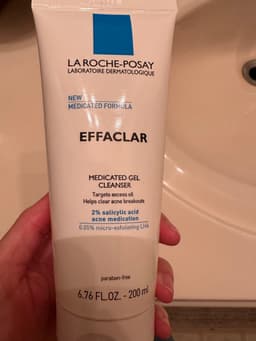 LA ROCHE-POSAY
LABORATOIRE DERMATOLOGIQUE
NEW
MEDICATED FORMULA
EFFACLAR
MEDICATED GEL
CLEANSER
Targets excess oil
Helps clear acne breakouts
2% salicylic acid
acne medication
0.05% micro-exfoliating LHA
paraben-free
6.76 FL.OZ. - 200 ml